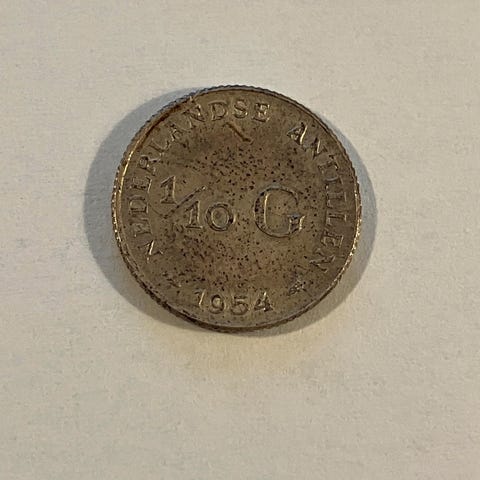 NEDERLANDSE ANTILLEN
1/10 G
1954